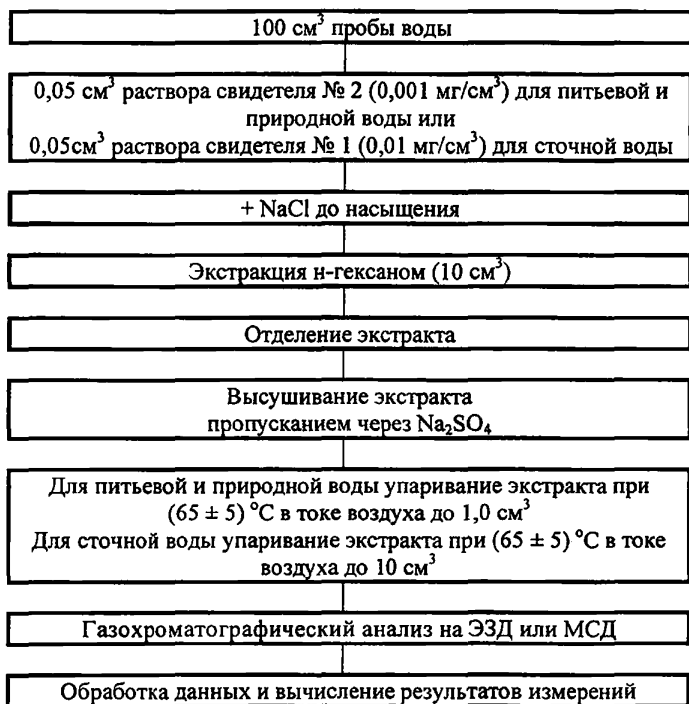 100 см³ пробы воды
0,05 см³ раствора свидетеля № 2 (0,001 мг/см³) для питьевой и
природной воды или
0,05см³ раствора свидетеля № 1 (0,01 мг/см³) для сточной воды
+ NaCl до насыщения
Экстракция н-гексаном (10 см³)
Отделение экстракта
Высушивание экстракта
пропусканием через Na₂SO₄
Для питьевой и природной воды упаривание экстракта при
(65 ± 5) °C в токе воздуха до 1,0 см³
Для сточной воды упаривание экстракта при (65 ± 5) °C в токе
воздуха до 10 см³
Газохроматографический анализ на ЭЗД или МСД
Обработка данных и вычисление результатов измерений